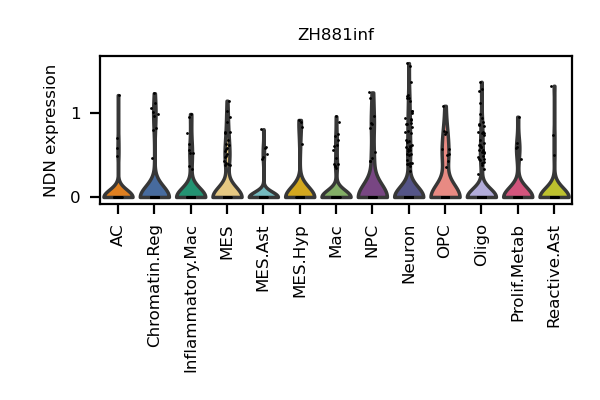 ZH881inf
NDN expression
1
0
AC
Chromatin.Reg
Inflammatory.Mac
MES
MES.Ast
MES.Hyp
Mac
NPC
Neuron
OPC
Oligo
Prolif.Metab
Reactive.Ast